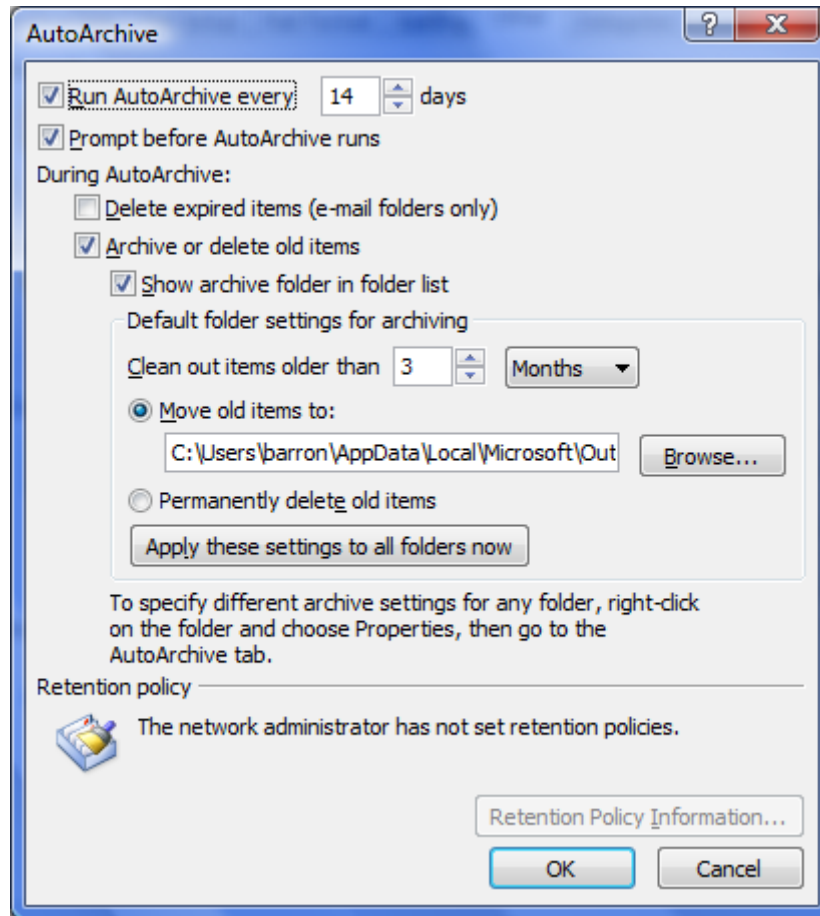 AutoArchive
Run AutoArchive every 14 days
Prompt before AutoArchive runs
During AutoArchive:
Delete expired items (e-mail folders only)
Archive or delete old items
Show archive folder in folder list
Default folder settings for archiving
Clean out items older than 3 Months
Move old items to:
C:\Users\barron\AppData\Local\Microsoft\Out Browse...
Permanently delete old items
Apply these settings to all folders now
To specify different archive settings for any folder, right-click
on the folder and choose Properties, then go to the
AutoArchive tab.
Retention policy
The network administrator has not set retention policies.
Retention Policy Information...
OK Cancel